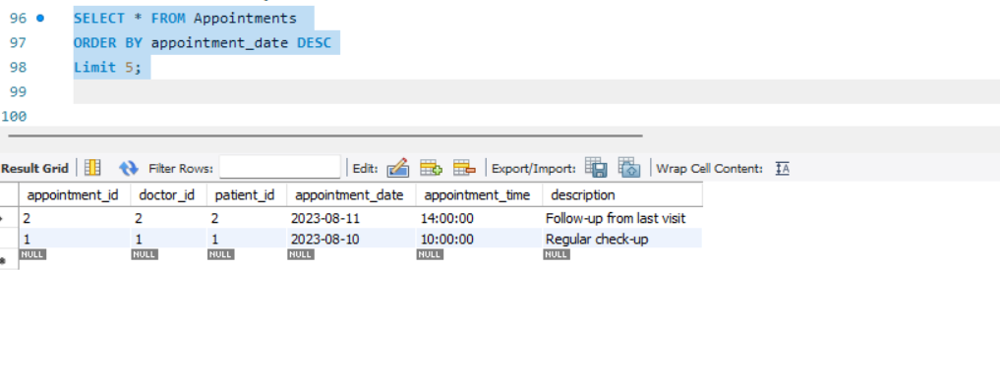 96 SELECT * FROM Appointments
97 ORDER BY appointment_date DESC
98 Limit 5;
99
100
Result Grid Filter Rows: Edit: Export/Import: Wrap Cell Content: IA
appointment_id doctor_id patient_id appointment_date appointment_time description
2 2 2 2023-08-11 14:00:00 Follow-up from last visit
1 1 1 2023-08-10 10:00:00 Regular check-up
NULL NULL NULL NULL NULL NULL